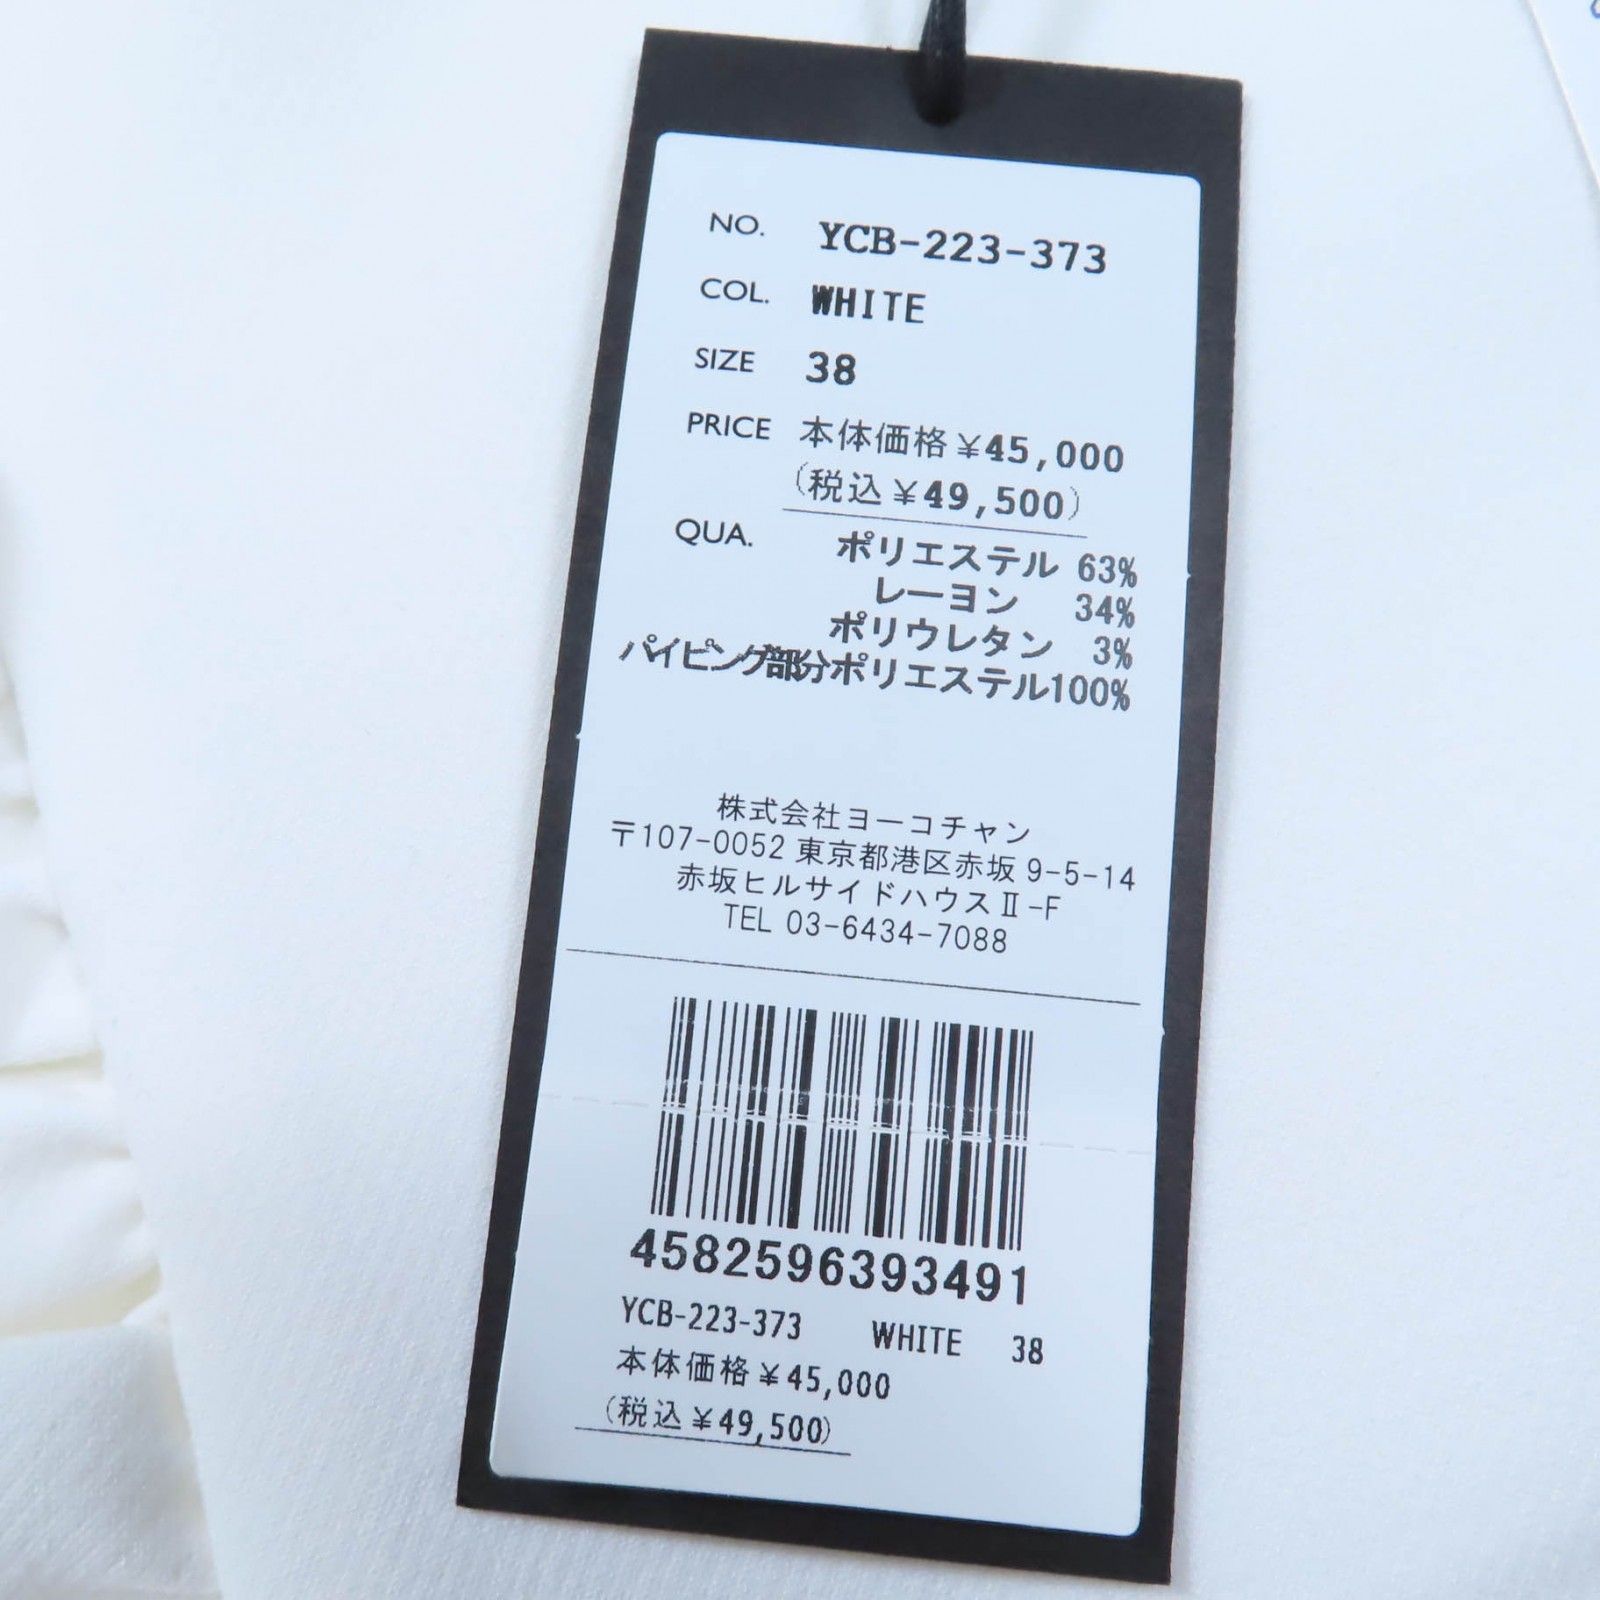 NO. YCB-223-373
COL. WHITE
SIZE 38
PRICE 本体価格￥45,000
(税込￥49,500)
QUA. ポリエステル 63%
レーヨン 34%
ポリウレタン 3%
パイピング部分ポリエステル100%
株式会社ヨーコチャン
〒107-0052 東京都港区赤坂 9-5-14
赤坂ヒルサイドハウスⅡ-F
TEL 03-6434-7088
4582596393491
YCB-223-373 WHITE 38
本体価格￥45,000
(税込￥49,500)